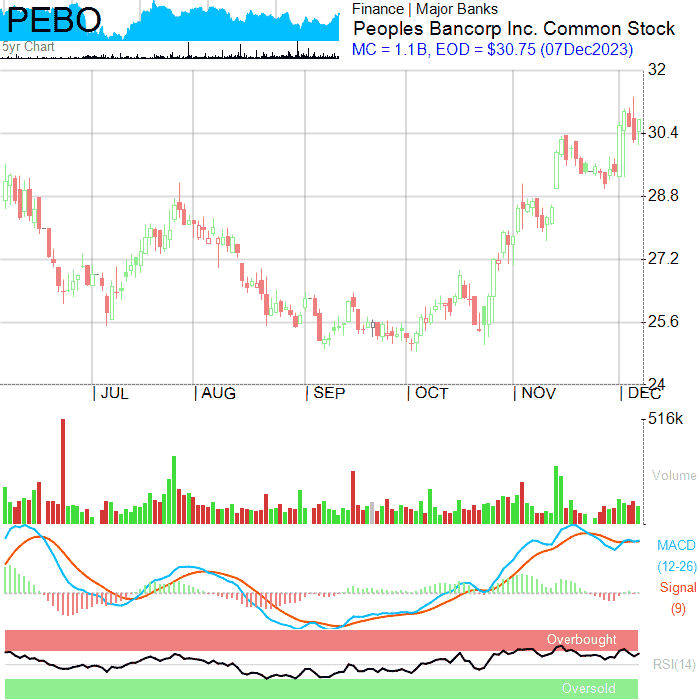 PEBO
5yr Chart
Finance | Major Banks
Peoples Bancorp Inc. Common Stock
MC = 1.1B, EOD = $30.75 (07Dec2023)
32
30.4
28.8
27.2
25.6
24
| JUL | AUG | SEP | OCT | NOV | DEC
516k
Volume
MACD
(12-26)
Signal
(9)
Overbought
RSI(14)
Oversold